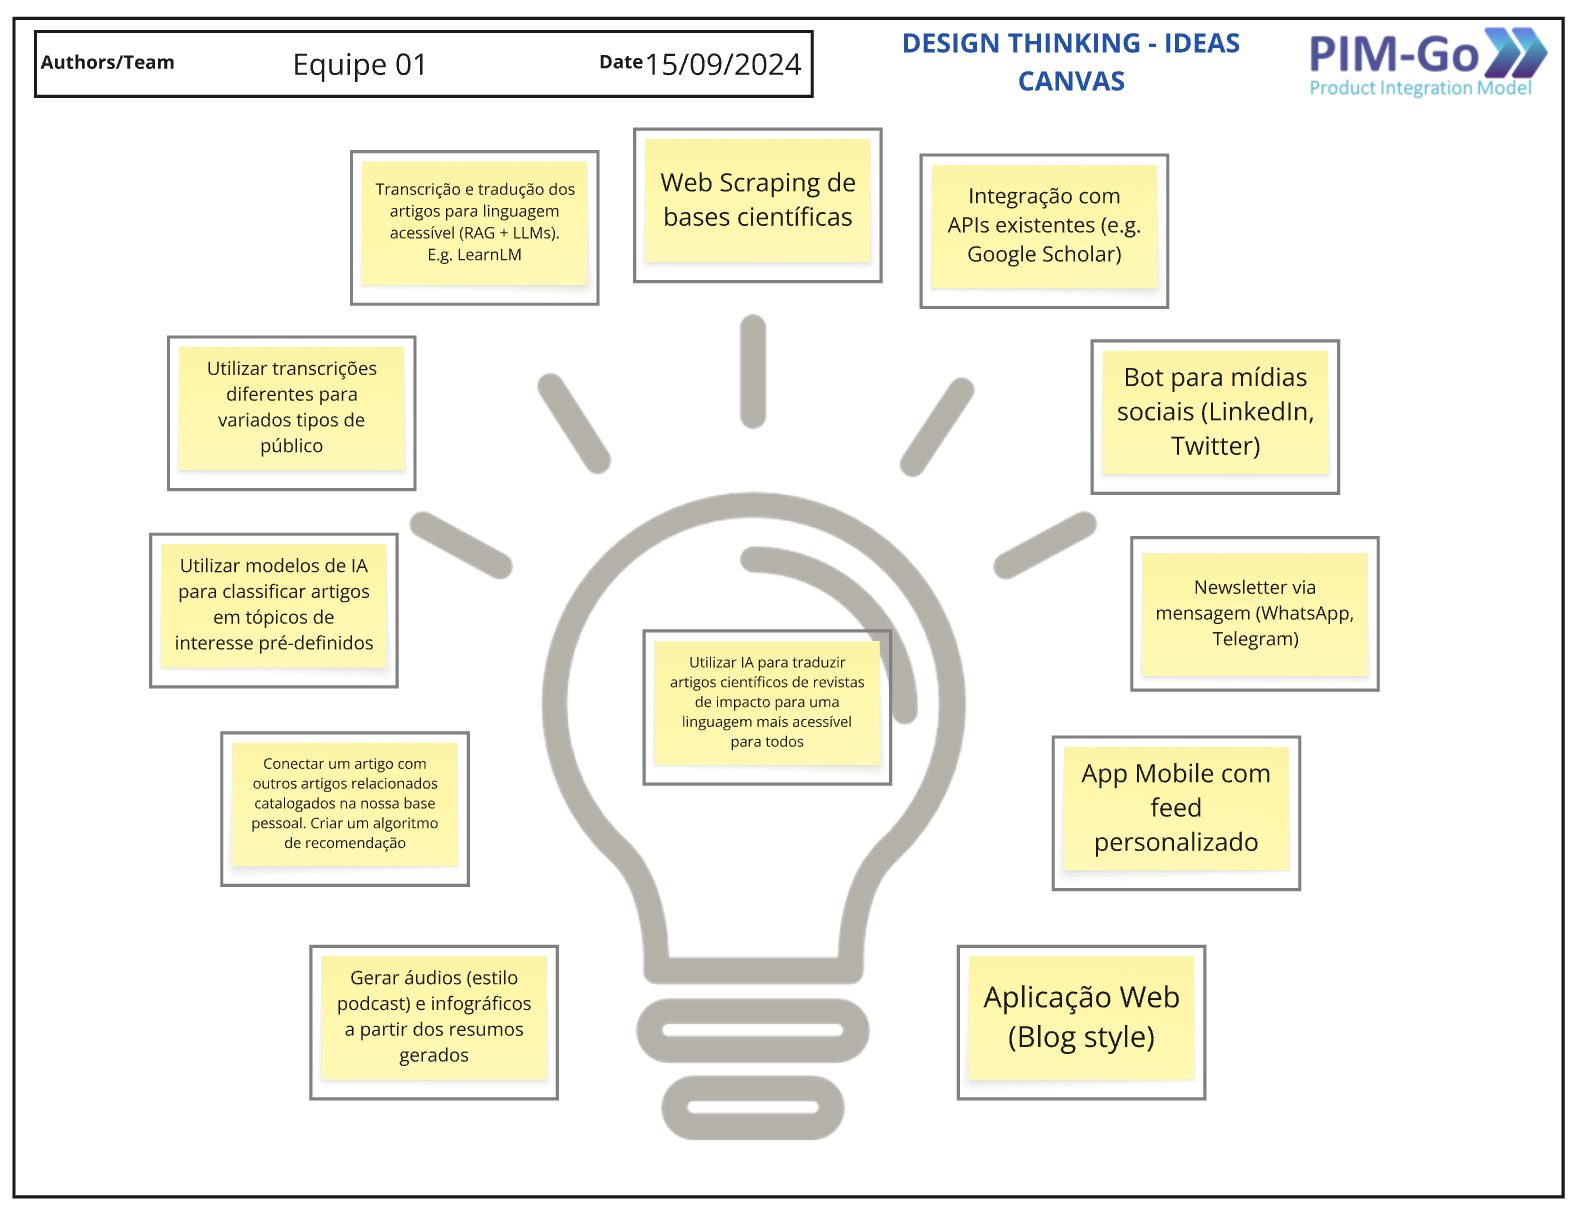 Authors/Team
Equipe 01
Date
15/09/2024
DESIGN THINKING - IDEAS
CANVAS
PIM-Go
Product Integration Model
Transcrição e tradução dos
artigos para linguagem
acessível (RAG + LLMs).
E.g. LearnLM
Web Scraping de
bases científicas
Integração com
APIs existentes (e.g.
Google Scholar)
Utilizar transcrições
diferentes para
variados tipos de
público
Bot para mídias
sociais (LinkedIn,
Twitter)
Utilizar modelos de IA
para classificar artigos
em tópicos de
interesse pré-definidos
Newsletter via
mensagem (WhatsApp,
Telegram)
Utilizar IA para traduzir
artigos científicos de revistas
de impacto para uma
linguagem mais acessível
para todos
Conectar um artigo com
outros artigos relacionados
catalogados na nossa base
pessoal. Criar um algoritmo
de recomendação
App Mobile com
feed
personalizado
Gerar áudios (estilo
podcast) e infográficos
a partir dos resumos
gerados
Aplicação Web
(Blog style)